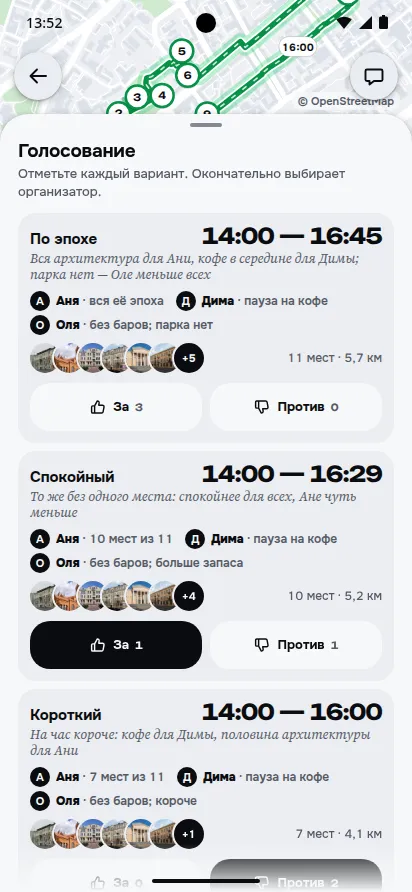 13:52
16:00
5
6
3
4
© OpenStreetMap
Голосование
Отметьте каждый вариант. Окончательно выбирает
организатор.
По эпохе
14:00 — 16:45
Вся архитектура для Ани, кофе в середине для Димы;
парка нет — Оле меньше всех
А Аня · вся её эпоха Д Дима · пауза на кофе
О Оля · без баров; парка нет
+5
11 мест · 5,7 км
За 3
Против 0
Спокойный
14:00 — 16:29
То же без одного места: спокойнее для всех, Ане чуть
меньше
А Аня · 10 мест из 11 Д Дима · пауза на кофе
О Оля · без баров; больше запаса
+4
10 мест · 5,2 км
За 1
Против 1
Короткий
14:00 — 16:00
На час короче: кофе для Димы, половина архитектуры
для Ани
А Аня · 7 мест из 11 Д Дима · пауза на кофе
О Оля · без баров; короче
+1
7 мест · 4,1 км
За 0
Против 2